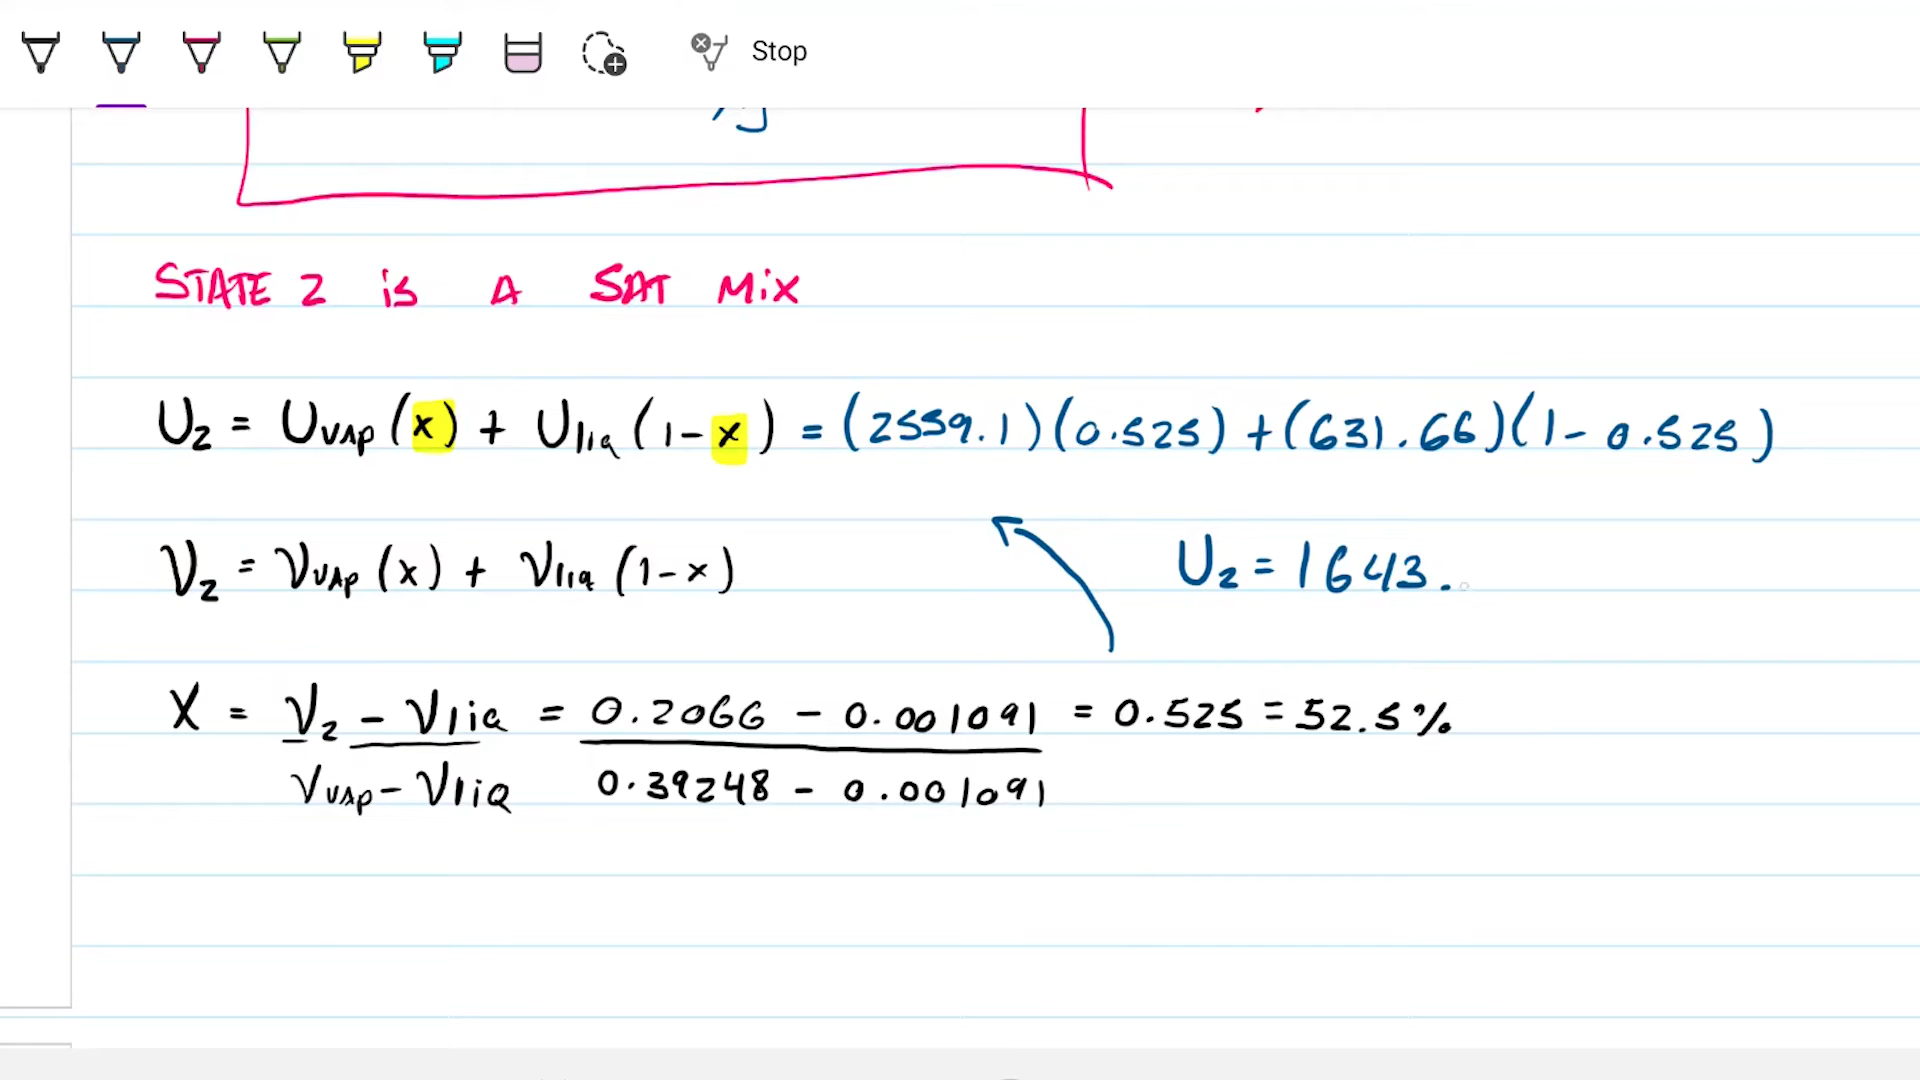 Stop
STATE 2 is A SAT Mix
U₂ = Uvap (x) + Uliq (1-x) = (2559.1)(0.525) + (631.66)(1-0.525)
V₂ = Vvap (x) + Vliq (1-x)
U₂ = 1643.
X = V₂ - Vliq / Vvap - Vliq = 0.2066 - 0.001091 / 0.39248 - 0.001091 = 0.525 = 52.5%